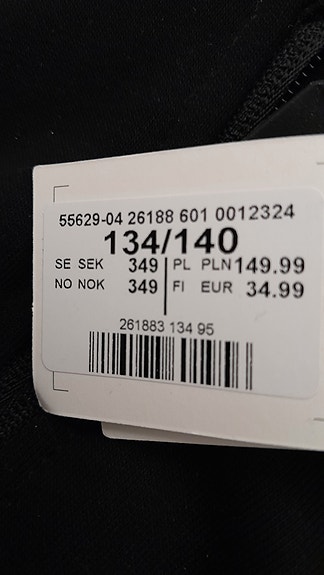 55629-04 26188 601 0012324
134/140
SE SEK 349 PL PLN 149.99
NO NOK 349 FI EUR 34.99
261883 134 95